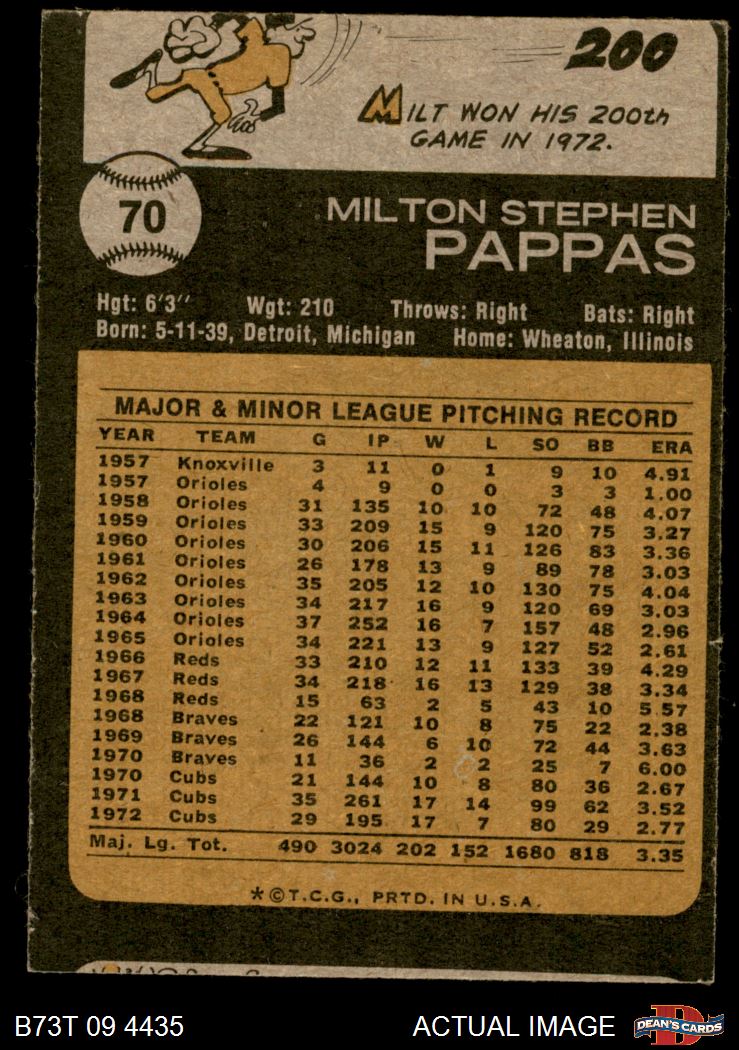 200
MILT WON HIS 200th
GAME IN 1972.
70
MILTON STEPHEN
PAPPAS
Hgt: 6'3" Wgt: 210 Throws: Right Bats: Right
Born: 5-11-39, Detroit, Michigan Home: Wheaton, Illinois
MAJOR & MINOR LEAGUE PITCHING RECORD
YEAR TEAM G IP W L SO BB ERA
1957 Knoxville 3 11 0 1 9 10 4.91
1957 Orioles 4 9 0 0 3 3 1.00
1958 Orioles 31 135 10 10 72 48 4.07
1959 Orioles 33 209 15 9 120 75 3.27
1960 Orioles 30 206 15 11 126 83 3.36
1961 Orioles 26 178 13 9 89 78 3.03
1962 Orioles 35 205 12 10 130 75 4.04
1963 Orioles 34 217 16 9 120 69 3.03
1964 Orioles 37 252 16 7 157 48 2.96
1965 Orioles 34 221 13 9 127 52 2.61
1966 Reds 33 210 12 11 133 39 4.29
1967 Reds 34 218 16 13 129 38 3.34
1968 Reds 15 63 2 5 43 10 5.57
1968 Braves 22 121 10 8 75 22 2.38
1969 Braves 26 144 6 10 72 44 3.63
1970 Braves 11 36 2 2 25 7 6.00
1970 Cubs 21 144 10 8 80 36 2.67
1971 Cubs 35 261 17 14 99 62 3.52
1972 Cubs 29 195 17 7 80 29 2.77
Maj. Lg. Tot. 490 3024 202 152 1680 818 3.35
*©T.C.G., PRTD. IN U.S.A.
B73T 09 4435 ACTUAL IMAGE D DEAN'S CARDS